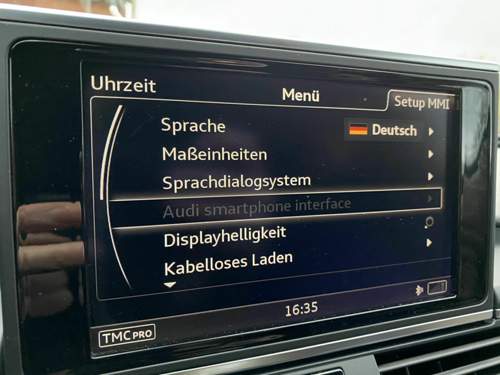 Uhrzeit
Menü
Setup MMI
Sprache Deutsch
Maßeinheiten
Sprachdialogsystem
Audi smartphone interface
Displayhelligkeit
Kabelloses Laden
16:35
TMC PRO